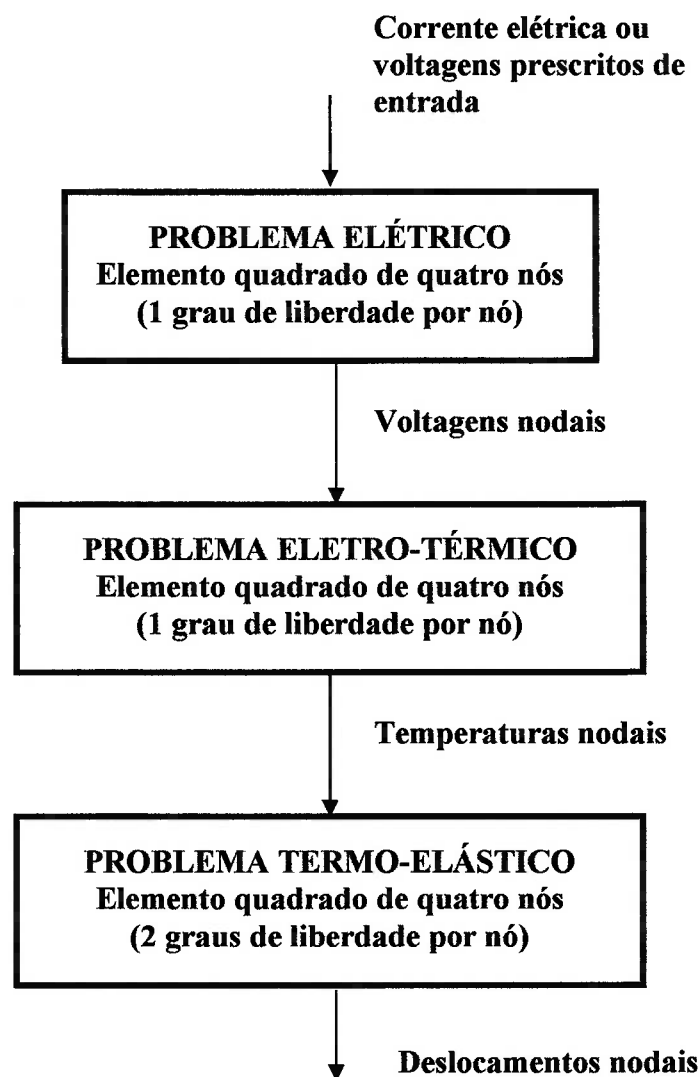 Corrente elétrica ou
voltagens prescritos de
entrada
PROBLEMA ELÉTRICO
Elemento quadrado de quatro nós
(1 grau de liberdade por nó)
Voltagens nodais
PROBLEMA ELETRO-TÉRMICO
Elemento quadrado de quatro nós
(1 grau de liberdade por nó)
Temperaturas nodais
PROBLEMA TERMO-ELÁSTICO
Elemento quadrado de quatro nós
(2 graus de liberdade por nó)
Deslocamentos nodais